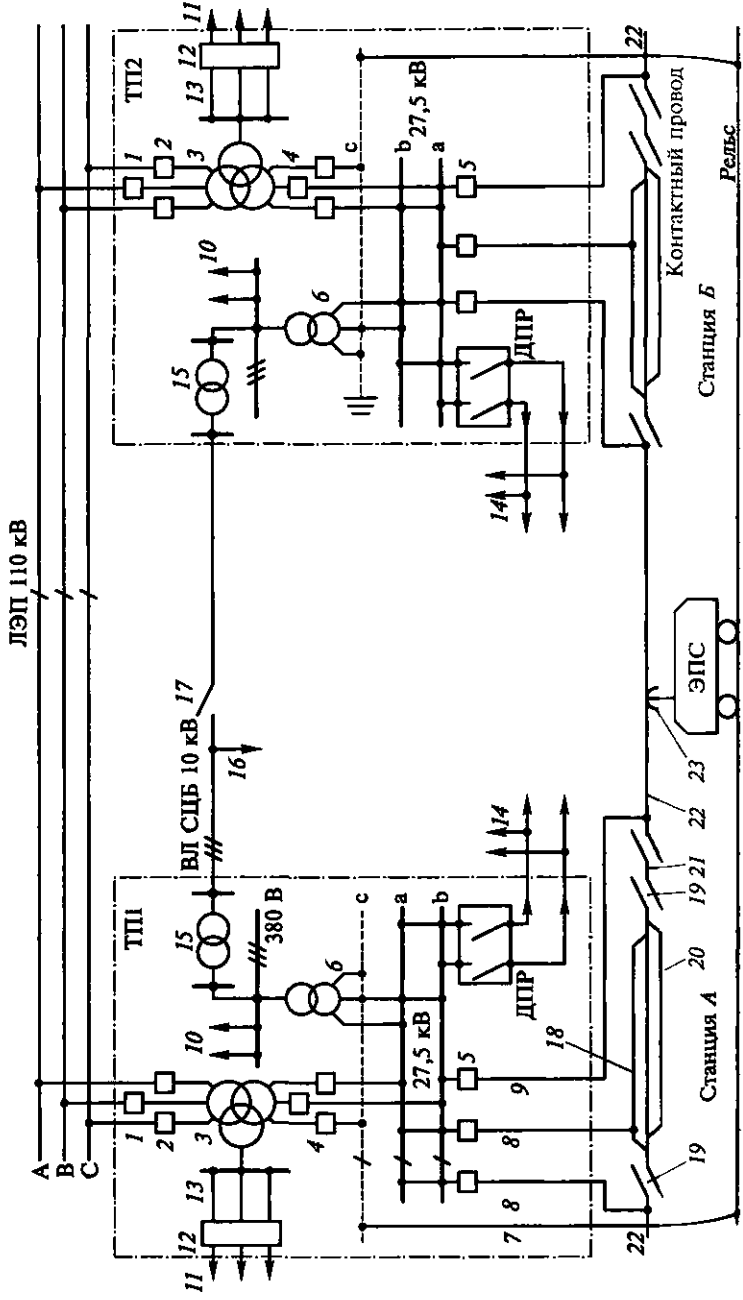 ЛЭП 110 кВ
А
В
С
11
ТП1
ВЛ СЦБ 10 кВ
ТП2
11
1
1
12
2
15
17
15
2
12
13
3
10
16
10
3
13
380 В
4
6
6
4
c
c
27,5 кВ
a
b
27,5 кВ
b
a
5
14
14
5
8
8
9
ДПР
ДПР
7
18
22
19
20
19
21
22
23
ЭПС
Контактный провод
22
Станция А
Станция Б
Рельс